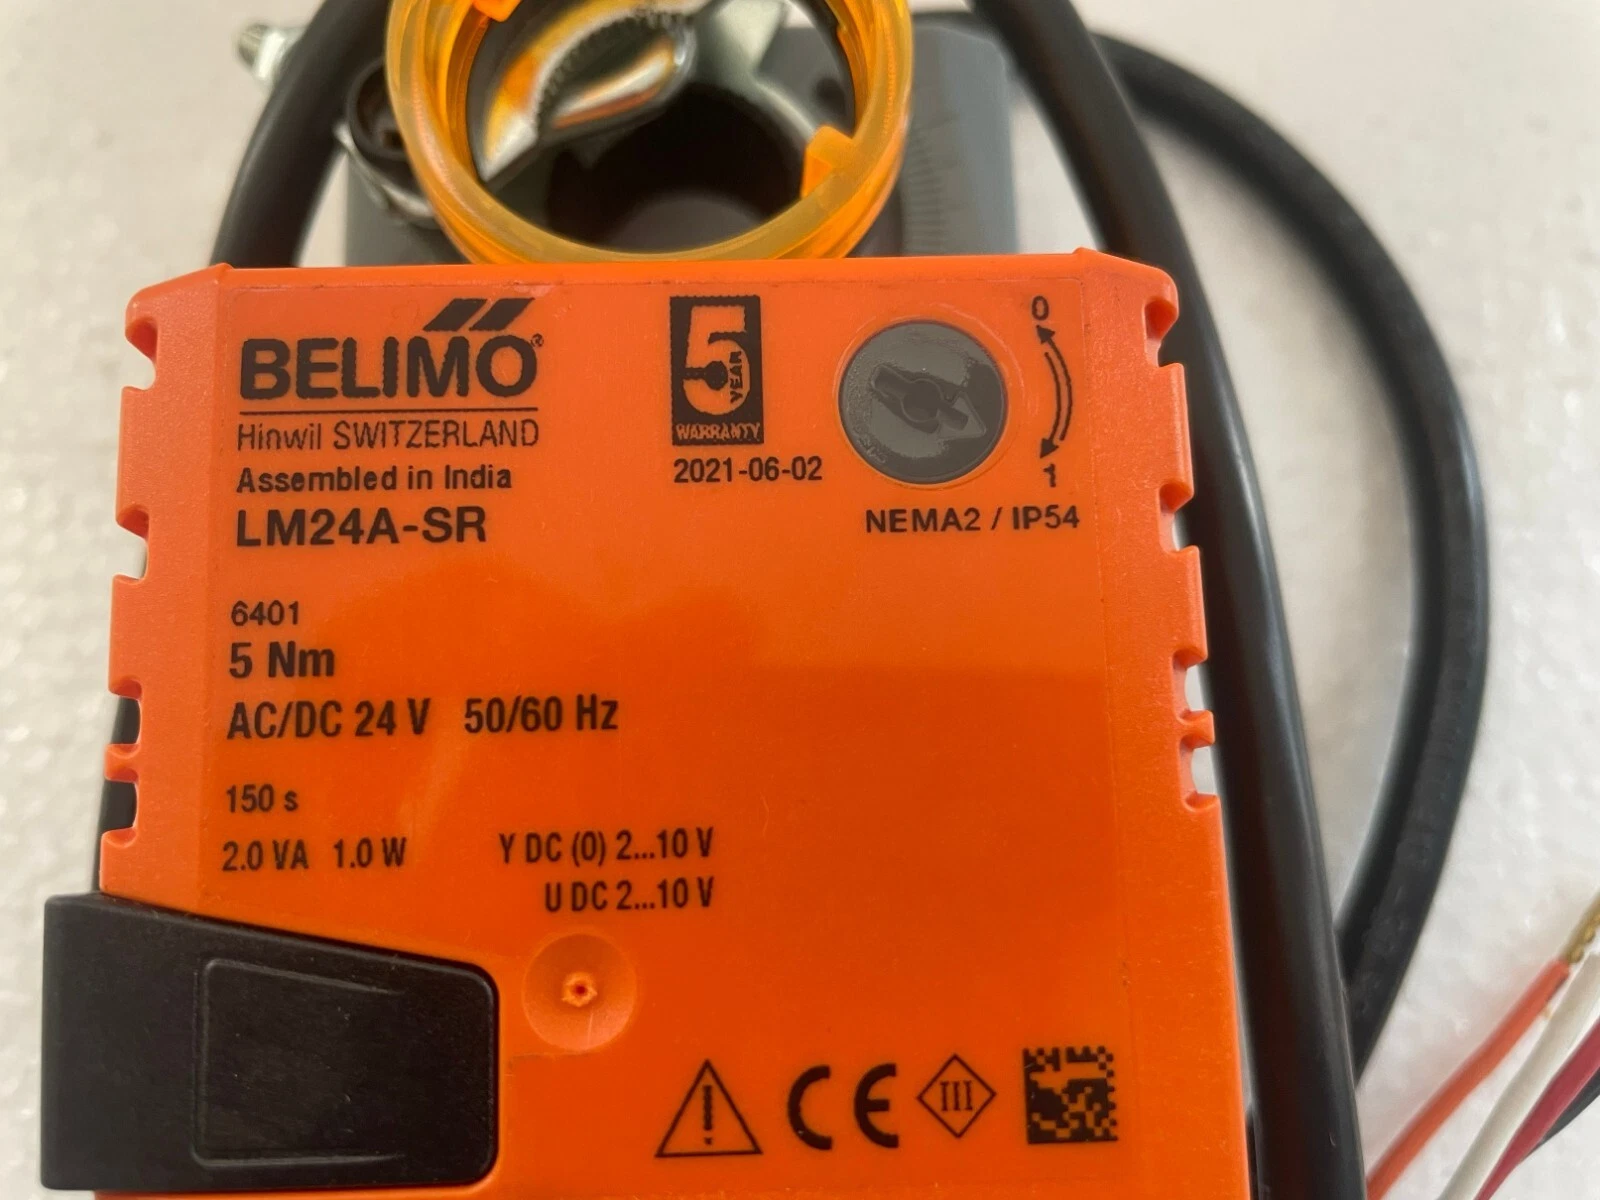 BELIMO®
Hinwil SWITZERLAND
Assembled in India
LM24A-SR
5
YEAR
WARRANTY
2021-06-02
0
1
NEMA2 / IP54
6401
5 Nm
AC/DC 24 V 50/60 Hz
150 s
2.0 VA 1.0 W
Y DC (0) 2...10 V
U DC 2...10 V
! CE III